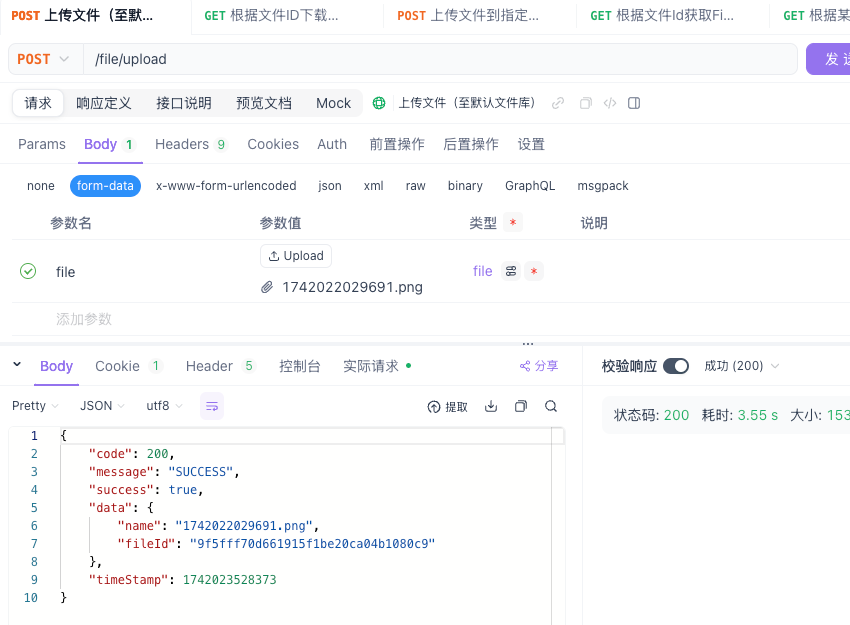 POST 上传文件（至默... GET 根据文件ID下载... POST 上传文件到指定... GET 根据文件Id获取Fi... GET 根据某
POST /file/upload 发送
请求 响应定义 接口说明 预览文档 Mock 上传文件（至默认文件库）
Params Body 1 Headers 9 Cookies Auth 前置操作 后置操作 设置
none form-data x-www-form-urlencoded json xml raw binary GraphQL msgpack
参数名 参数值 类型 * 说明
Upload
file file *
1742022029691.png
添加参数
Body Cookie 1 Header 5 控制台 实际请求 分享 校验响应 成功 (200)
Pretty JSON utf8 提取 状态码: 200 耗时: 3.55 s 大小: 153
1 {
2 "code": 200,
3 "message": "SUCCESS",
4 "success": true,
5 "data": {
6 "name": "1742022029691.png",
7 "fileId": "9f5fff70d661915f1be20ca04b1080c9"
8 },
9 "timeStamp": 1742023528373
10 }